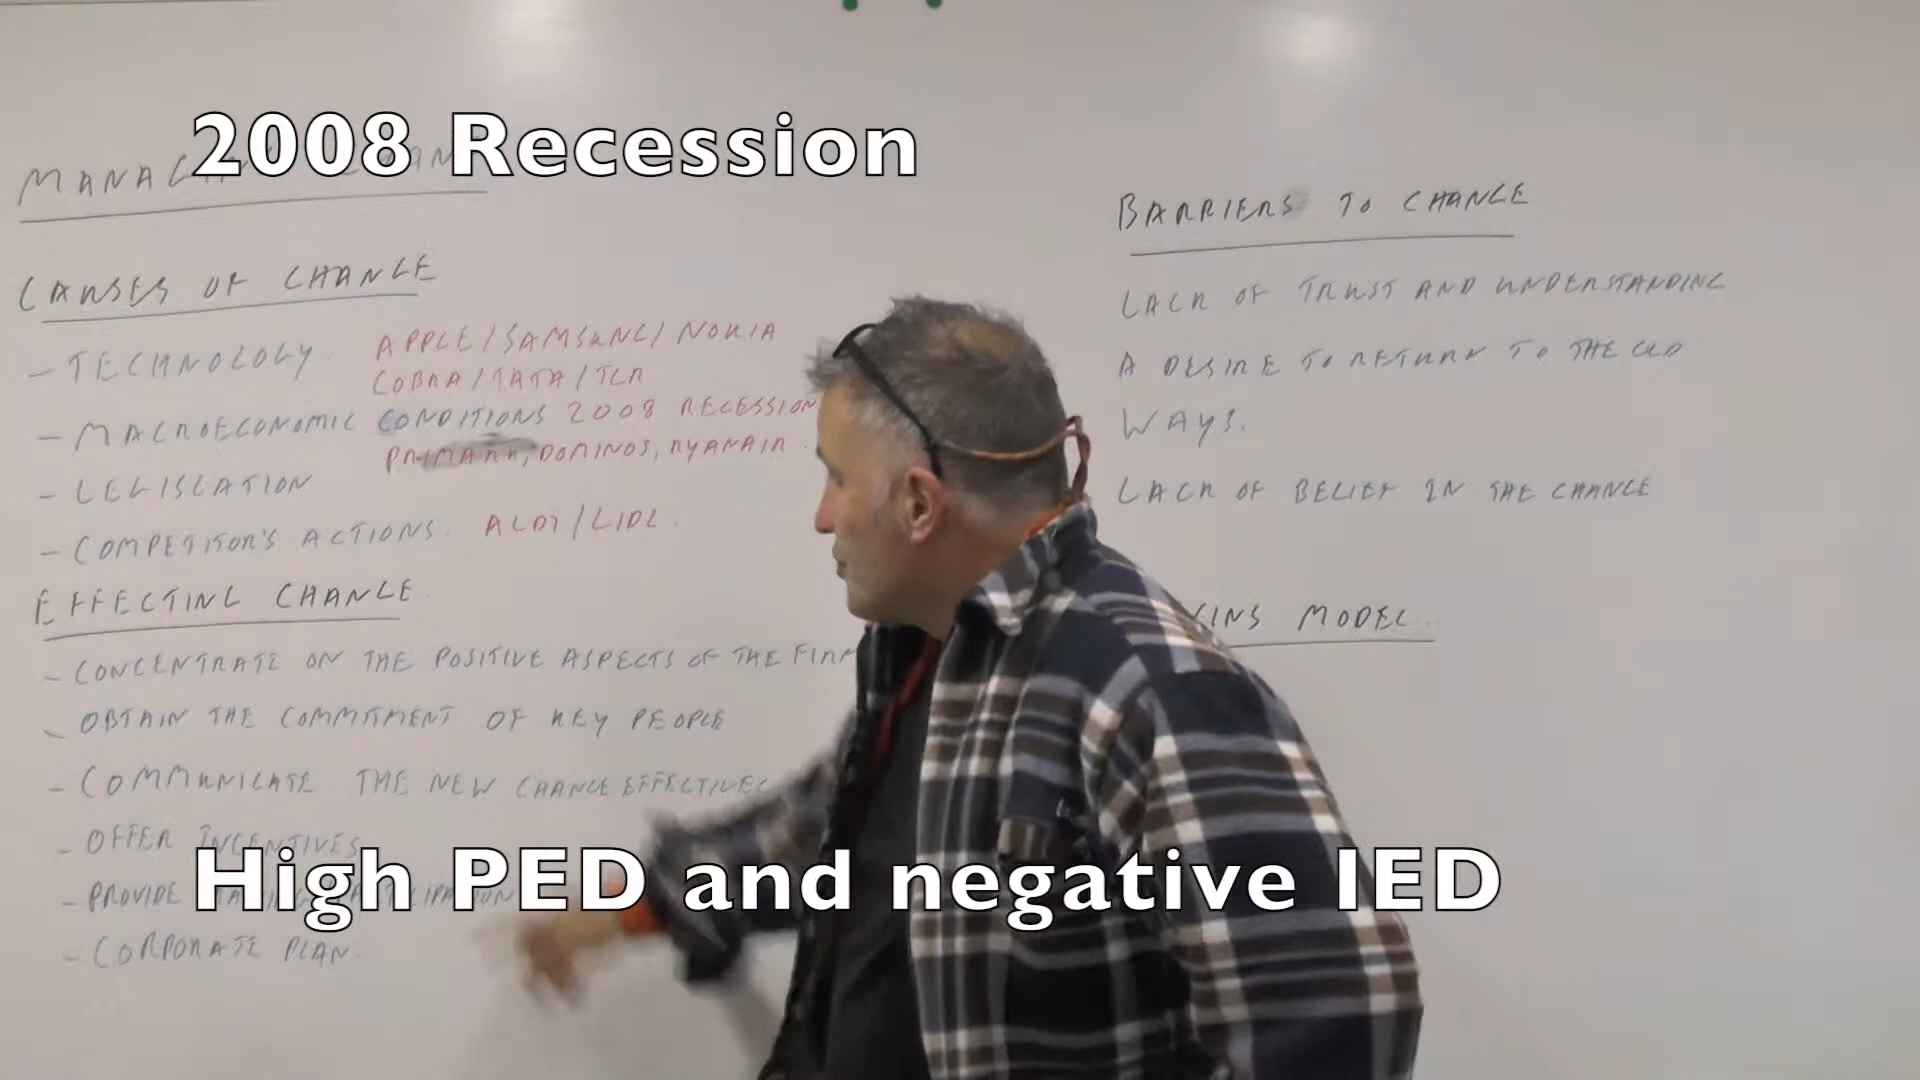 2008 Recession
CAUSES OF CHANGE
- TECHNOLOGY. APPLE/SAMSUNG/NOKIA
COBRA/TATA/TCR
- MACROECONOMIC CONDITIONS 2008 RECESSION
PRIMARK, DOMINOS, RYANAIR.
- LEGISLATION
- COMPETITOR'S ACTIONS. ALDI/LIDL.
EFFECTING CHANGE
- CONCENTRATE ON THE POSITIVE ASPECTS OF THE FIRM
- OBTAIN THE COMMITMENT OF KEY PEOPLE
- COMMUNICATE THE NEW CHANGE EFFECTIVEL
- OFFER INCENTIVES
- PROVIDE
- CORPORATE PLAN.
BARRIERS TO CHANGE
LACK OF TRUST AND UNDERSTANDING
A DESIRE TO RETURN TO THE OLD
WAYS.
LACK OF BELIEF IN THE CHANGE
MODEL.
High PED and negative IED